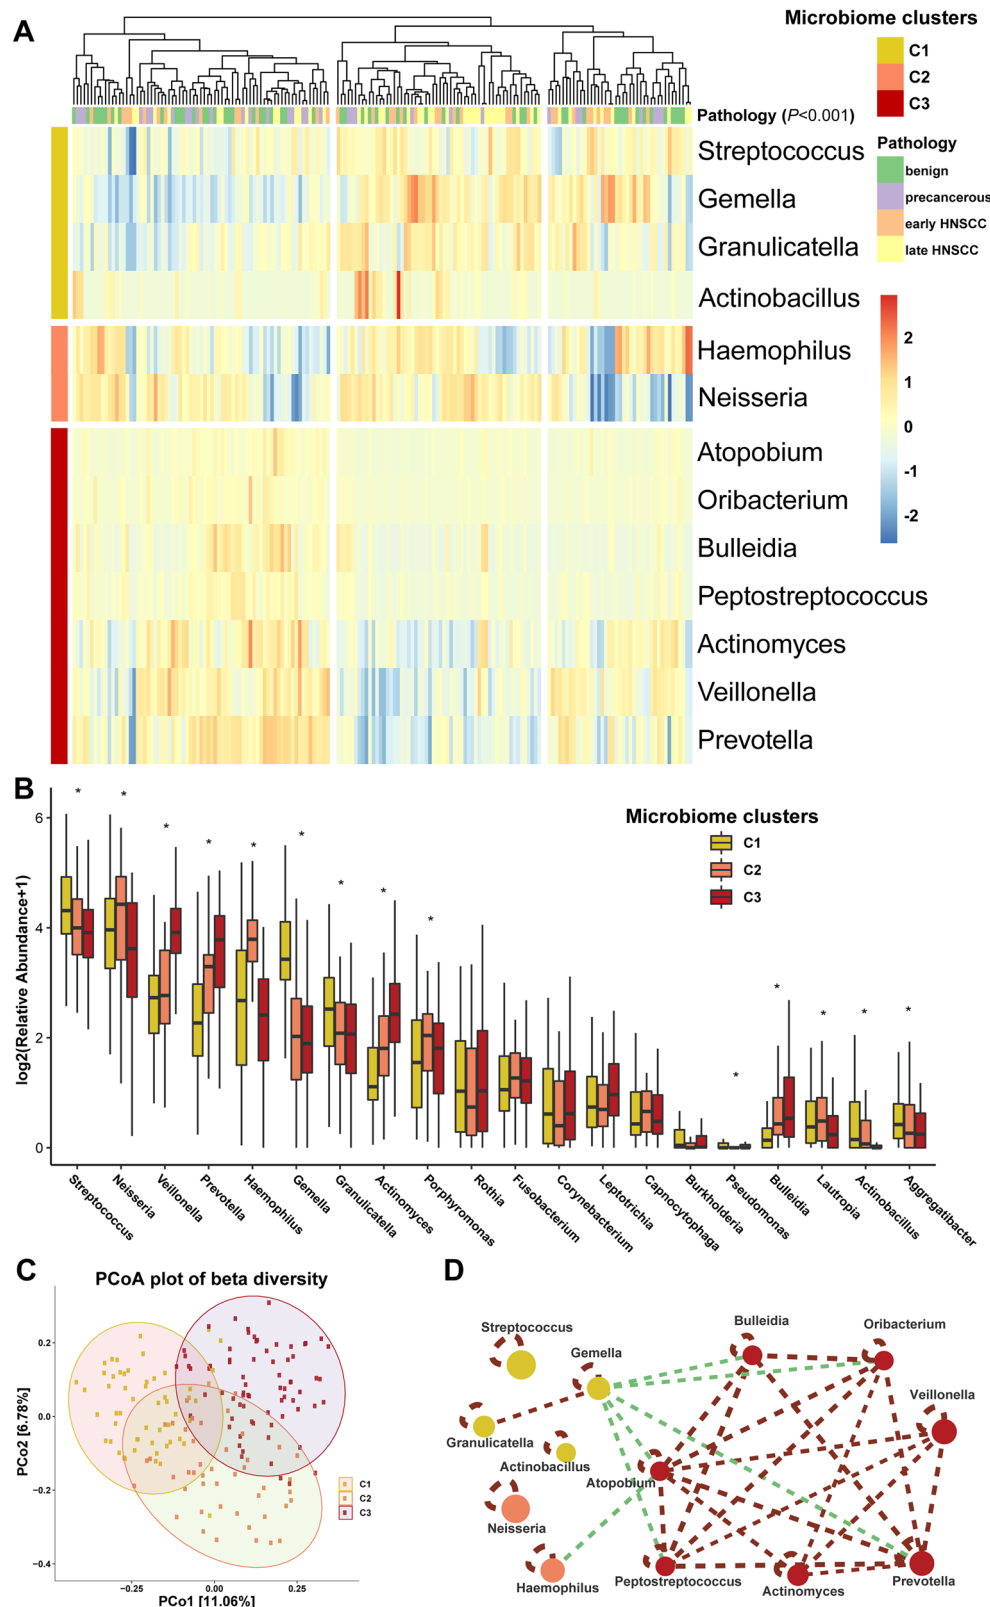 A
Microbiome clusters
C1
C2
C3
Pathology (P<0.001)
Pathology
benign
precancerous
early HNSCC
late HNSCC
Streptococcus
Gemella
Granulicatella
Actinobacillus
Haemophilus
Neisseria
Atopobium
Oribacterium
Bulleidia
Peptostreptococcus
Actinomyces
Veillonella
Prevotella
2
1
0
-1
-2
B
Microbiome clusters
C1
C2
C3
log2(Relative Abundance+1)
6
4
2
0
* * * * * * * * * * * * *
Streptococcus
Neisseria
Veillonella
Prevotella
Haemophilus
Gemella
Granulicatella
Actinomyces
Porphyromonas
Rothia
Fusobacterium
Corynebacterium
Leptotrichia
Capnocytophaga
Burkholderia
Pseudomonas
Bulleidia
Lautropia
Actinobacillus
Aggregatibacter
C
PCoA plot of beta diversity
PCo2 [6.78%]
0.2
0.0
-0.2
-0.4
-0.25
0.00
0.25
PCo1 [11.06%]
C1
C2
C3
D
Streptococcus
Gemella
Bulleidia
Oribacterium
Veillonella
Granulicatella
Actinobacillus
Atopobium
Neisseria
Haemophilus
Peptostreptococcus
Actinomyces
Prevotella